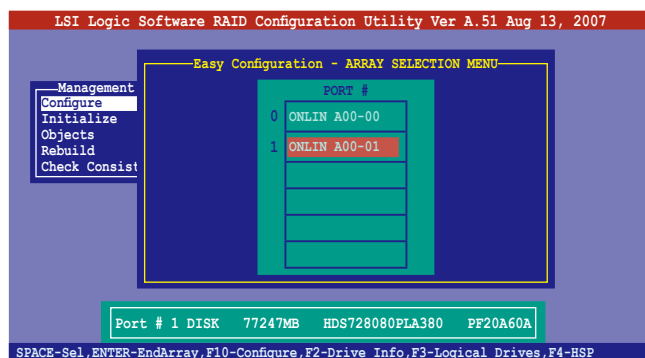 LSI Logic Software RAID Configuration Utility Ver A.51 Aug 13, 2007
Easy Configuration - ARRAY SELECTION MENU
Management
Configure
Initialize
Objects
Rebuild
Check Consist
PORT #
0 ONLIN A00-00
1 ONLIN A00-01
Port # 1 DISK 77247MB HDS728080PLA380 PF20A60A
SPACE-Sel,ENTER-EndArray,F10-Configure,F2-Drive Info,F3-Logical Drives,F4-HSP